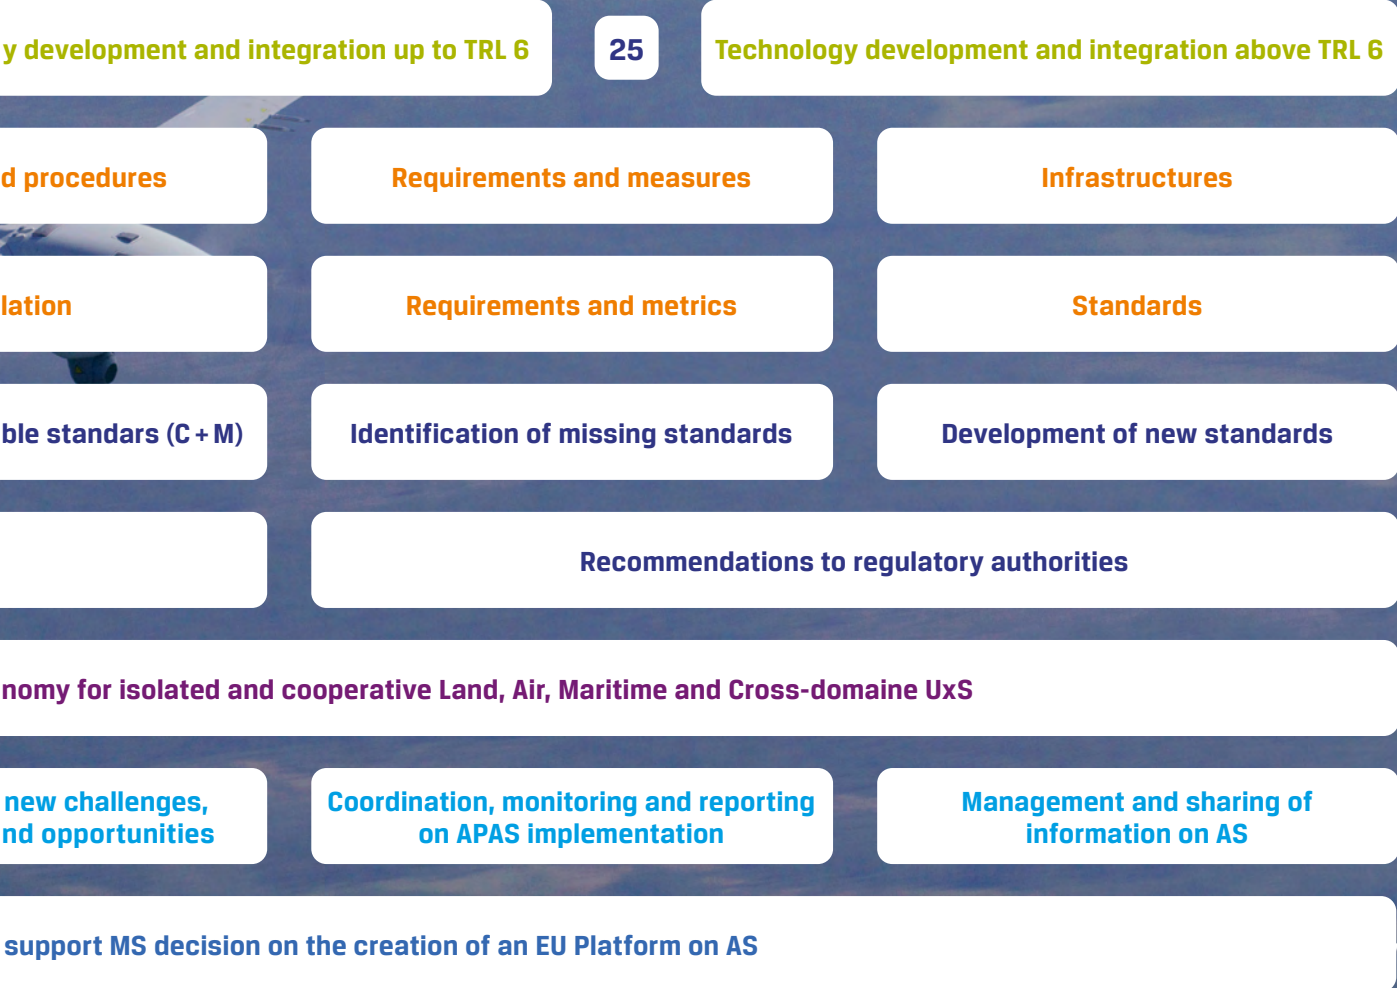 y development and integration up to TRL 6
25
Technology development and integration above TRL 6
d procedures
Requirements and measures
Infrastructures
lation
Requirements and metrics
Standards
ble standars (C + M)
Identification of missing standards
Development of new standards
Recommendations to regulatory authorities
nomy for isolated and cooperative Land, Air, Maritime and Cross-domaine UxS
new challenges,
nd opportunities
Coordination, monitoring and reporting
on APAS implementation
Management and sharing of
information on AS
support MS decision on the creation of an EU Platform on AS